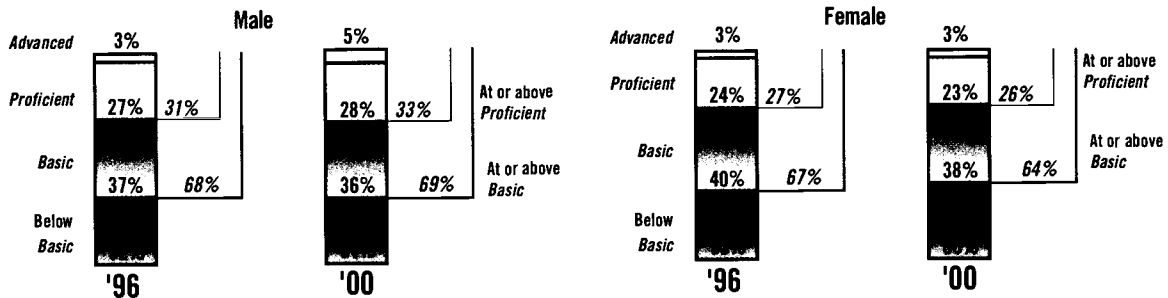 Male
Advanced 3% 5%
Proficient 27% 31% 28% 33% At or above
Proficient
Basic
37% 68% 36% 69% At or above
Basic
Below
Basic
'96 '00
Female
Advanced 3% 3%
Proficient 24% 27% 23% 26% At or above
Proficient
Basic
40% 67% 38% 64% At or above
Basic
Below
Basic
'96 '00